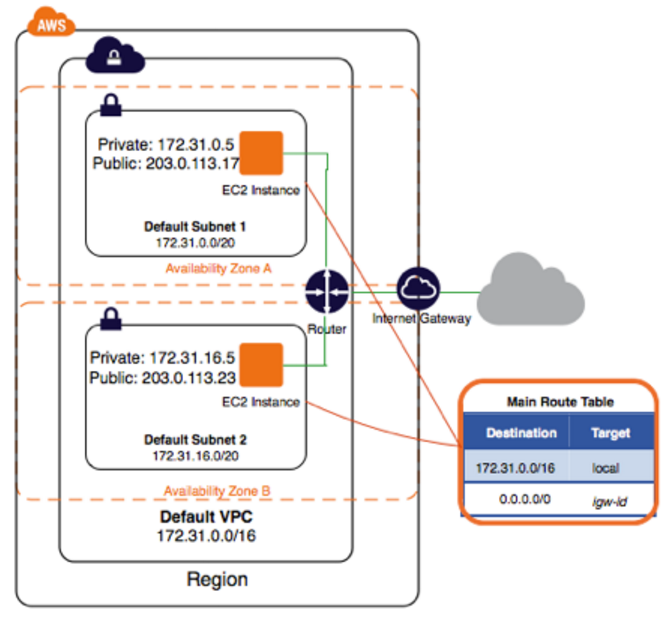 AWS
Private: 172.31.0.5
Public: 203.0.113.17
EC2 Instance
Default Subnet 1
172.31.0.0/20
Availability Zone A
Router
Internet Gateway
Private: 172.31.16.5
Public: 203.0.113.23
EC2 Instance
Default Subnet 2
172.31.16.0/20
Availability Zone B
Default VPC
172.31.0.0/16
Region
Main Route Table
Destination Target
172.31.0.0/16 local
0.0.0.0/0 igw-id